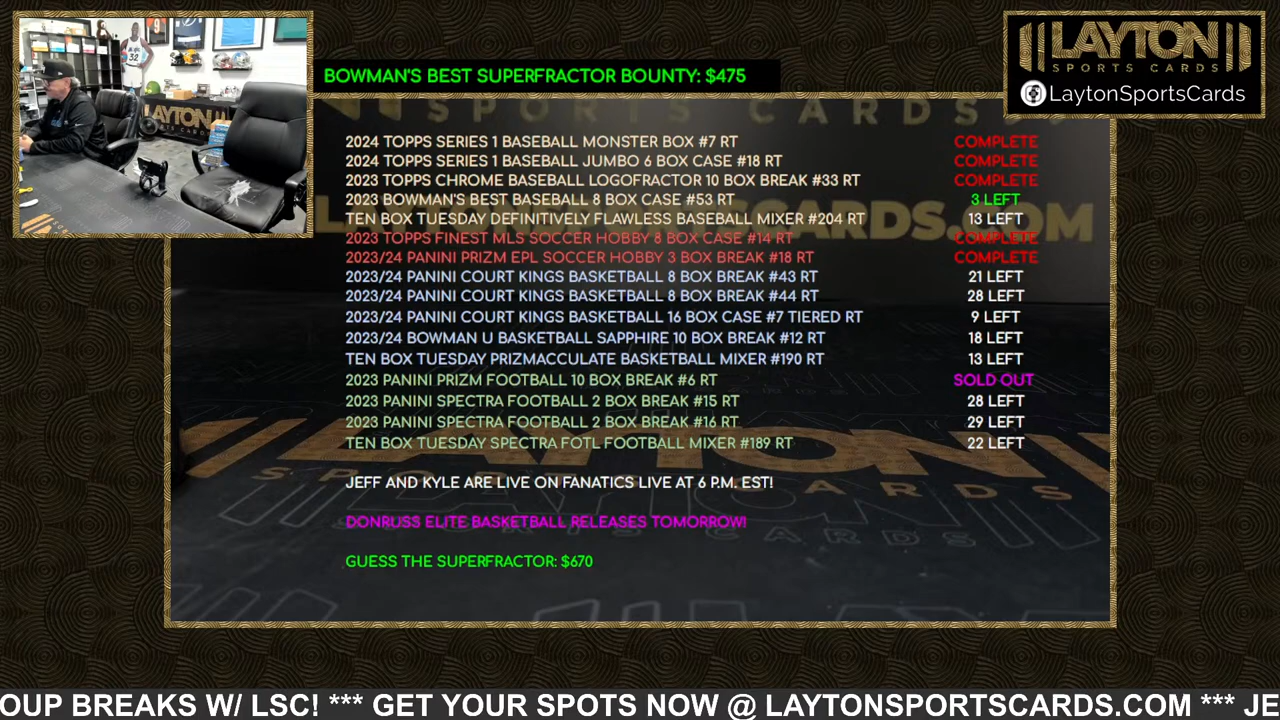 BOWMAN'S BEST SUPERFRACTOR BOUNTY: $475
LAYTON
SPORTS CARDS
LaytonSportsCards
SPORTS CARDS
2024 TOPPS SERIES 1 BASEBALL MONSTER BOX #7 RT COMPLETE
2024 TOPPS SERIES 1 BASEBALL JUMBO 6 BOX CASE #18 RT COMPLETE
2023 TOPPS CHROME BASEBALL LOGOFRACTOR 10 BOX BREAK #33 RT COMPLETE
2023 BOWMAN'S BEST BASEBALL 8 BOX CASE #53 RT 3 LEFT
TEN BOX TUESDAY DEFINITIVELY FLAWLESS BASEBALL MIXER #204 RT 13 LEFT
2023 TOPPS FINEST MLS SOCCER HOBBY 8 BOX CASE #14 RT COMPLETE
2023/24 PANINI PRIZM EPL SOCCER HOBBY 3 BOX BREAK #18 RT COMPLETE
2023/24 PANINI COURT KINGS BASKETBALL 8 BOX BREAK #43 RT 21 LEFT
2023/24 PANINI COURT KINGS BASKETBALL 8 BOX BREAK #44 RT 28 LEFT
2023/24 PANINI COURT KINGS BASKETBALL 16 BOX CASE #7 TIERED RT 9 LEFT
2023/24 BOWMAN U BASKETBALL SAPPHIRE 10 BOX BREAK #12 RT 18 LEFT
TEN BOX TUESDAY PRIZMACCULATE BASKETBALL MIXER #190 RT 13 LEFT
2023 PANINI PRIZM FOOTBALL 10 BOX BREAK #6 RT SOLD OUT
2023 PANINI SPECTRA FOOTBALL 2 BOX BREAK #15 RT 28 LEFT
2023 PANINI SPECTRA FOOTBALL 2 BOX BREAK #16 RT 29 LEFT
TEN BOX TUESDAY SPECTRA FOTL FOOTBALL MIXER #189 RT 22 LEFT
JEFF AND KYLE ARE LIVE ON FANATICS LIVE AT 6 P.M. EST!
DONRUSS ELITE BASKETBALL RELEASES TOMORROW!
GUESS THE SUPERFRACTOR: $670
OUP BREAKS W/ LSC! *** GET YOUR SPOTS NOW @ LAYTONSPORTSCARDS.COM *** JE